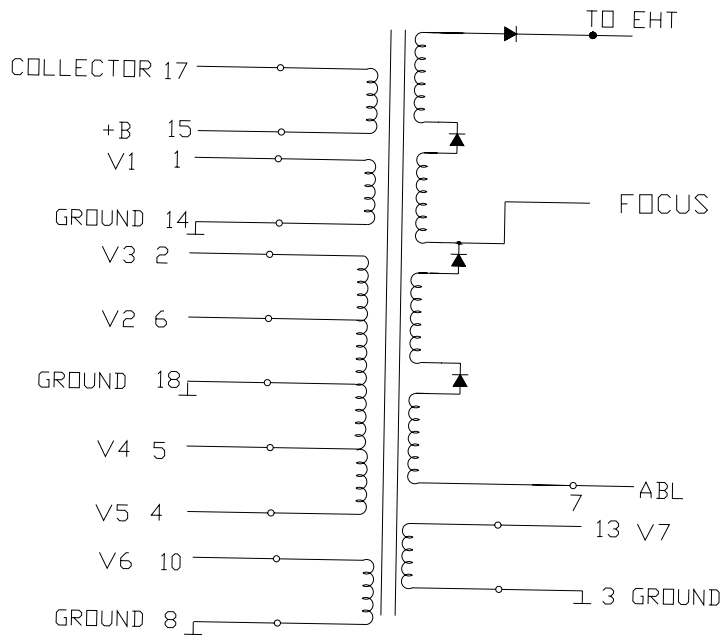 TO EHT
COLLECTOR 17
+B 15
V1 1
GROUND 14
FOCUS
V3 2
V2 6
GROUND 18
V4 5
ABL
7
V5 4
13 V7
V6 10
3 GROUND
GROUND 8